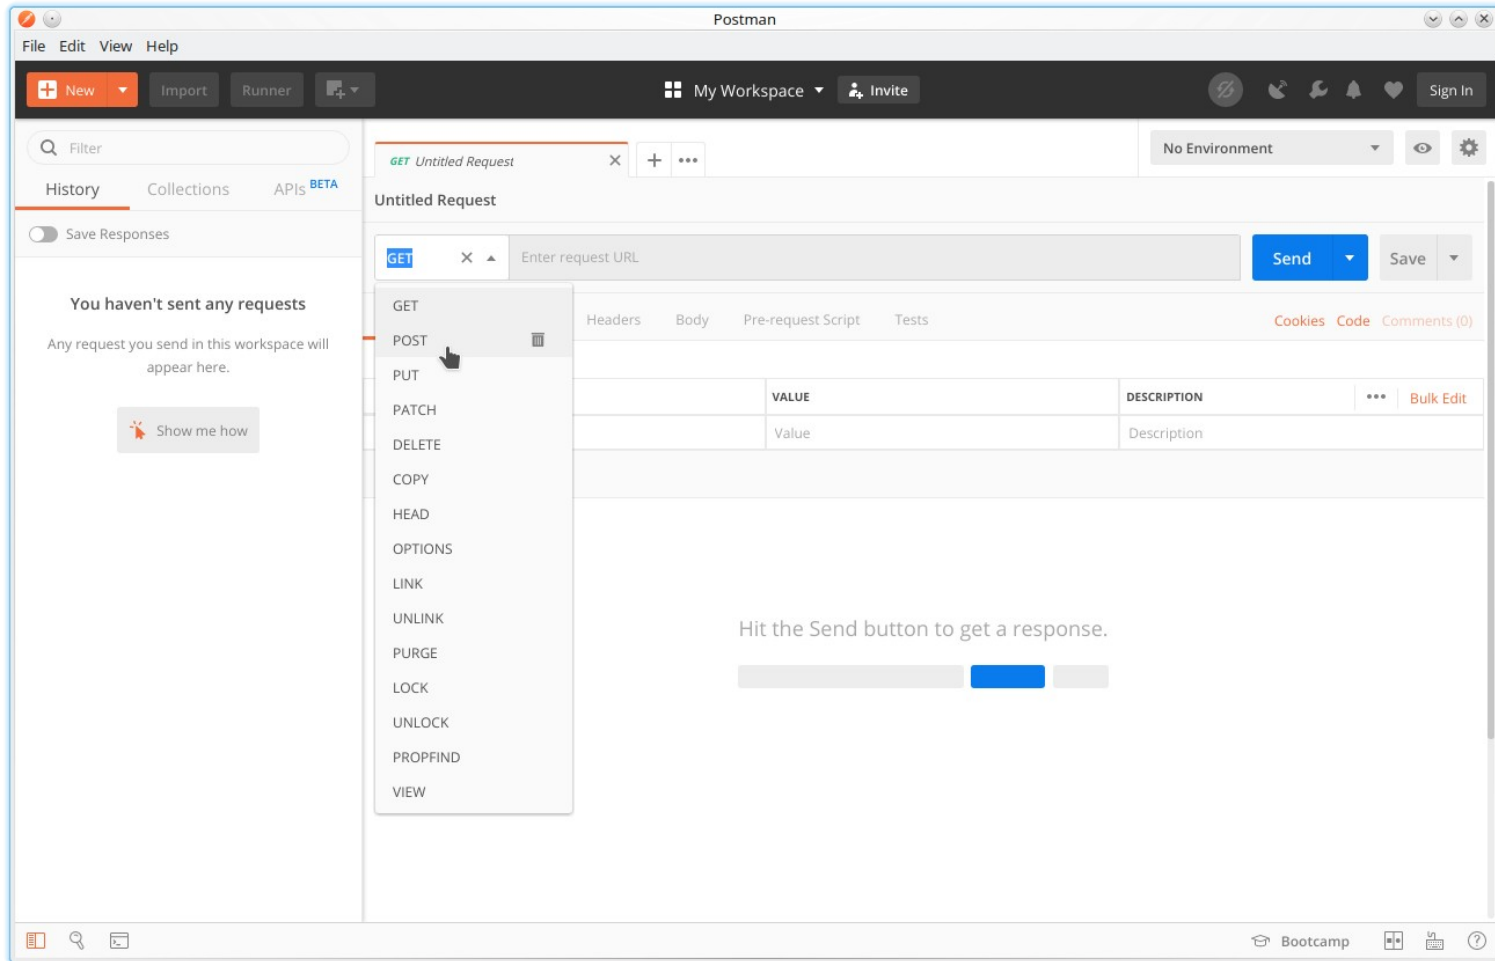 Postman
File Edit View Help
New Import Runner My Workspace Invite Sign In
Filter
History Collections APIs BETA
Save Responses
You haven't sent any requests
Any request you send in this workspace will
appear here.
Show me how
GET Untitled Request
No Environment
Untitled Request
GET Enter request URL Send Save
Headers Body Pre-request Script Tests Cookies Code Comments (0)
VALUE DESCRIPTION Bulk Edit
Value Description
GET
POST
PUT
PATCH
DELETE
COPY
HEAD
OPTIONS
LINK
UNLINK
PURGE
LOCK
UNLOCK
PROPFIND
VIEW
Hit the Send button to get a response.
Bootcamp